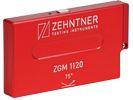 ZEHNTNER
TESTING INSTRUMENTS
ZGM 1120
75°